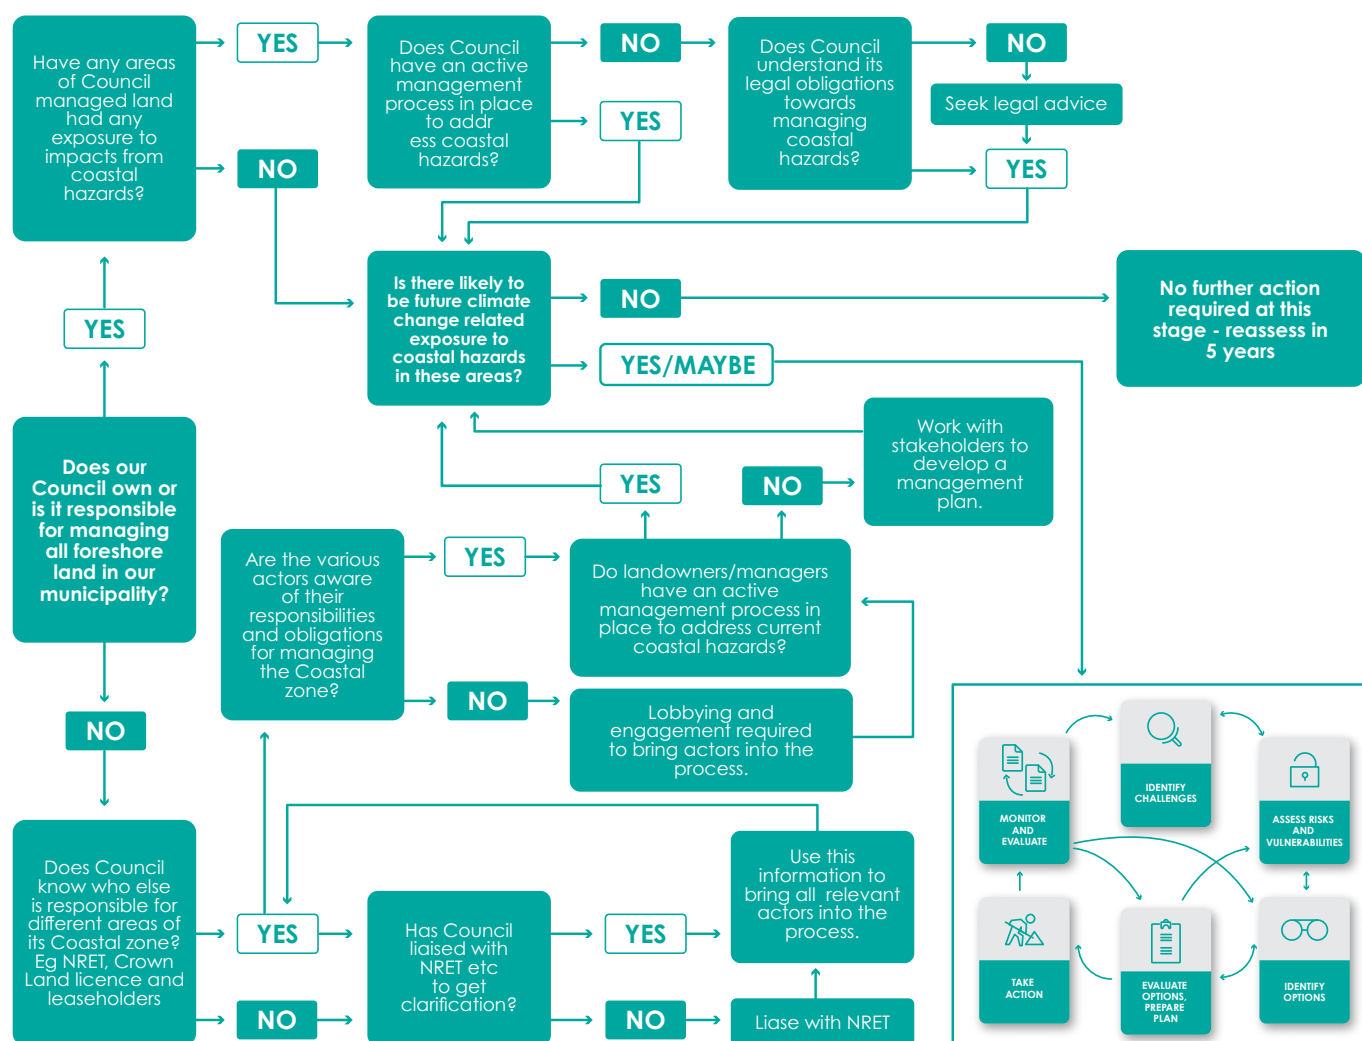 Have any areas
of Council
managed land
had any
exposure to
impacts from
coastal
hazards?
YES
NO
Does Council
have an active
management
process in place
to addr
ess coastal
hazards?
NO
YES
Does Council
understand its
legal obligations
towards
managing
coastal
hazards?
NO
Seek legal advice
YES
YES
Is there likely to
be future climate
change related
exposure to
coastal hazards
in these areas?
NO
YES/MAYBE
No further action
required at this
stage - reassess in
5 years
Does our
Council own or
is it responsible
for managing
all foreshore
land in our
municipality?
Work with
stakeholders to
develop a
management
plan.
YES
NO
Are the various
actors aware
of their
responsibilities
and obligations
for managing
the Coastal
zone?
YES
NO
Do landowners/managers
have an active
management process in
place to address current
coastal hazards?
Lobbying and
engagement required
to bring actors into the
process.
NO
Does Council
know who else
is responsible for
different areas of
its Coastal zone?
Eg NRET, Crown
Land licence and
leaseholders
YES
NO
Has Council
liaised with
NRET etc
to get
clarification?
YES
NO
Use this
information to
bring all relevant
actors into the
process.
Liase with NRET
IDENTIFY
CHALLENGES
MONITOR
AND
EVALUATE
ASSESS RISKS
AND
VULNERABILITIES
TAKE
ACTION
EVALUATE
OPTIONS,
PREPARE
PLAN
IDENTIFY
OPTIONS